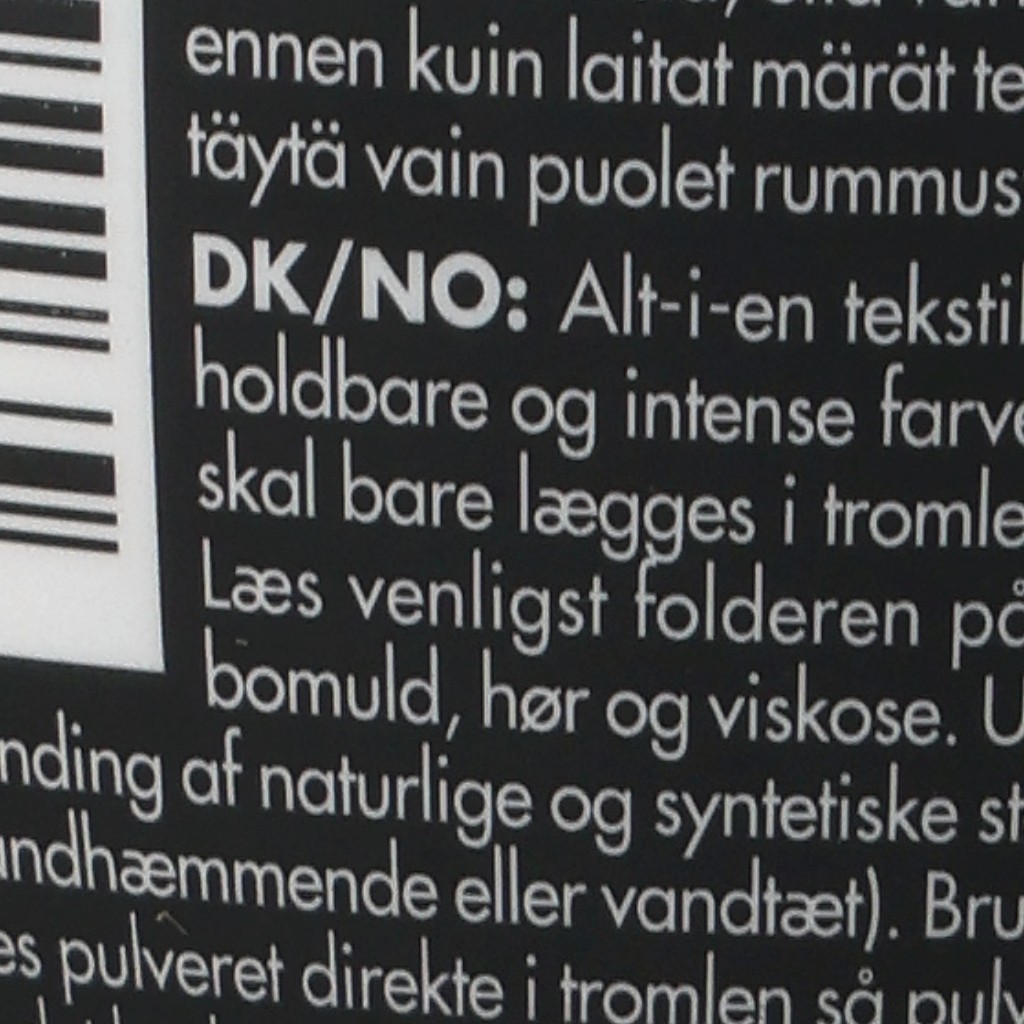 ennen kuin laitat märät te
täytä vain puolet rummus
DK/NO: Alt-i-en tekstil
holdbare og intense farve
skal bare lægges i tromle
Læs venligst folderen på
bomuld, hør og viskose. U
nding af naturlige og syntetiske st
andhæmmende eller vandtæt). Bru
es pulveret direkte i tromlen så pulv